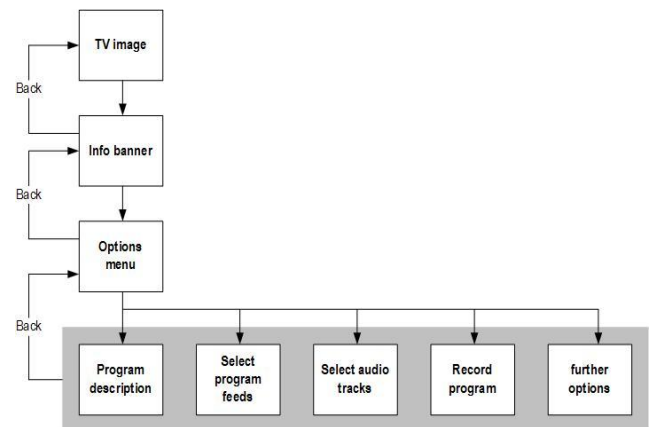 TV image
Back
Info banner
Back
Options
menu
Back
Program
description
Select
program
feeds
Select audio
tracks
Record
program
further
options